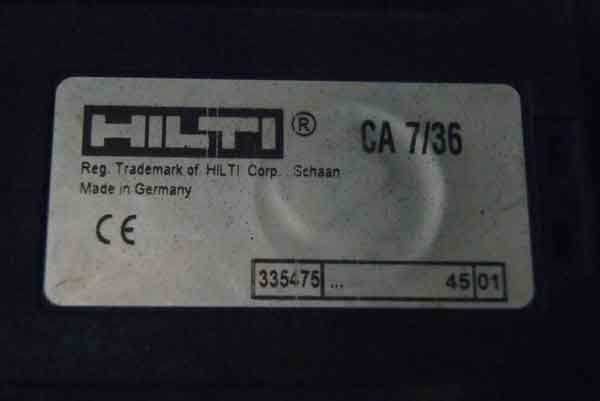 HILTI® CA 7/36
Reg. Trademark of HILTI Corp., Schaan
Made in Germany
CE
335475 ... 45 01